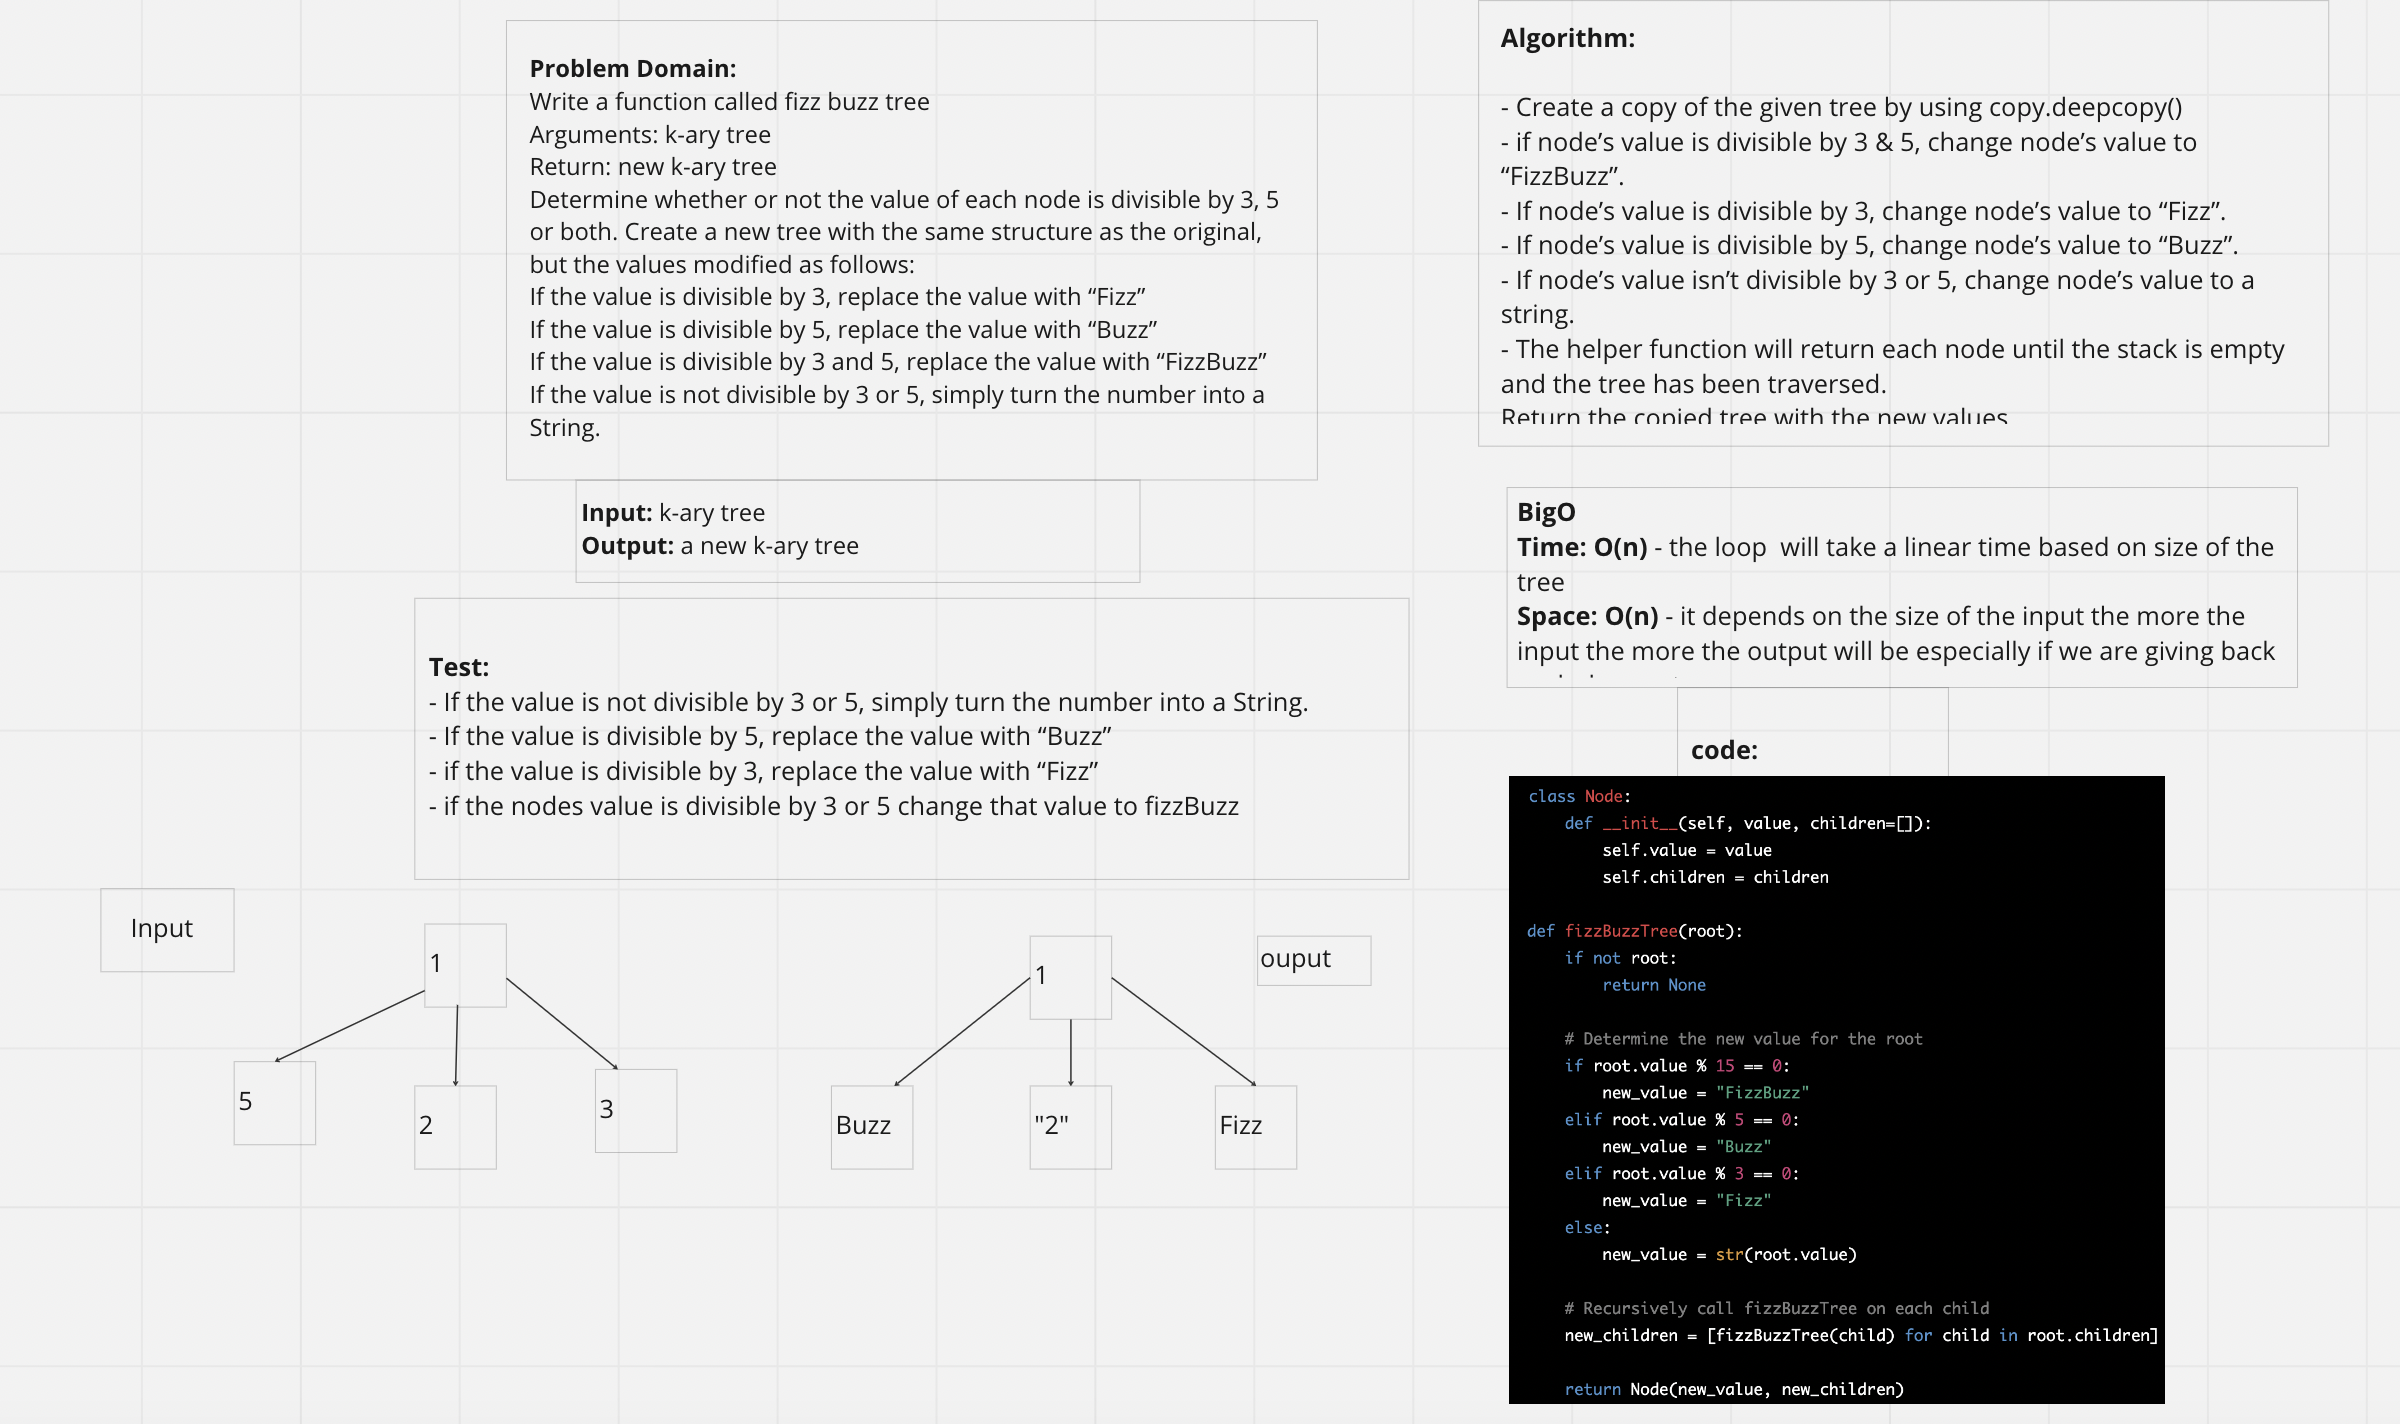 Problem Domain:
Write a function called fizz buzz tree
Arguments: k-ary tree
Return: new k-ary tree
Determine whether or not the value of each node is divisible by 3, 5
or both. Create a new tree with the same structure as the original,
but the values modified as follows:
If the value is divisible by 3, replace the value with “Fizz”
If the value is divisible by 5, replace the value with “Buzz”
If the value is divisible by 3 and 5, replace the value with “FizzBuzz”
If the value is not divisible by 3 or 5, simply turn the number into a
String.
Input: k-ary tree
Output: a new k-ary tree
Test:
- If the value is not divisible by 3 or 5, simply turn the number into a String.
- If the value is divisible by 5, replace the value with “Buzz”
- if the value is divisible by 3, replace the value with “Fizz”
- if the nodes value is divisible by 3 or 5 change that value to fizzBuzz
Input
1
5
2
3
1
ouput
Buzz
"2"
Fizz
Algorithm:
- Create a copy of the given tree by using copy.deepcopy()
- if node’s value is divisible by 3 & 5, change node’s value to
“FizzBuzz”.
- If node’s value is divisible by 3, change node’s value to “Fizz”.
- If node’s value is divisible by 5, change node’s value to “Buzz”.
- If node’s value isn’t divisible by 3 or 5, change node’s value to a
string.
- The helper function will return each node until the stack is empty
and the tree has been traversed.
Return the copied tree with the new values
BigO
Time: O(n) - the loop  will take a linear time based on size of the
tree
Space: O(n) - it depends on the size of the input the more the
input the more the output will be especially if we are giving back
code:
class Node:
    def __init__(self, value, children=[]):
        self.value = value
        self.children = children
def fizzBuzzTree(root):
    if not root:
        return None
    # Determine the new value for the root
    if root.value % 15 == 0:
        new_value = "FizzBuzz"
    elif root.value % 5 == 0:
        new_value = "Buzz"
    elif root.value % 3 == 0:
        new_value = "Fizz"
    else:
        new_value = str(root.value)
    # Recursively call fizzBuzzTree on each child
    new_children = [fizzBuzzTree(child) for child in root.children]
    return Node(new_value, new_children)